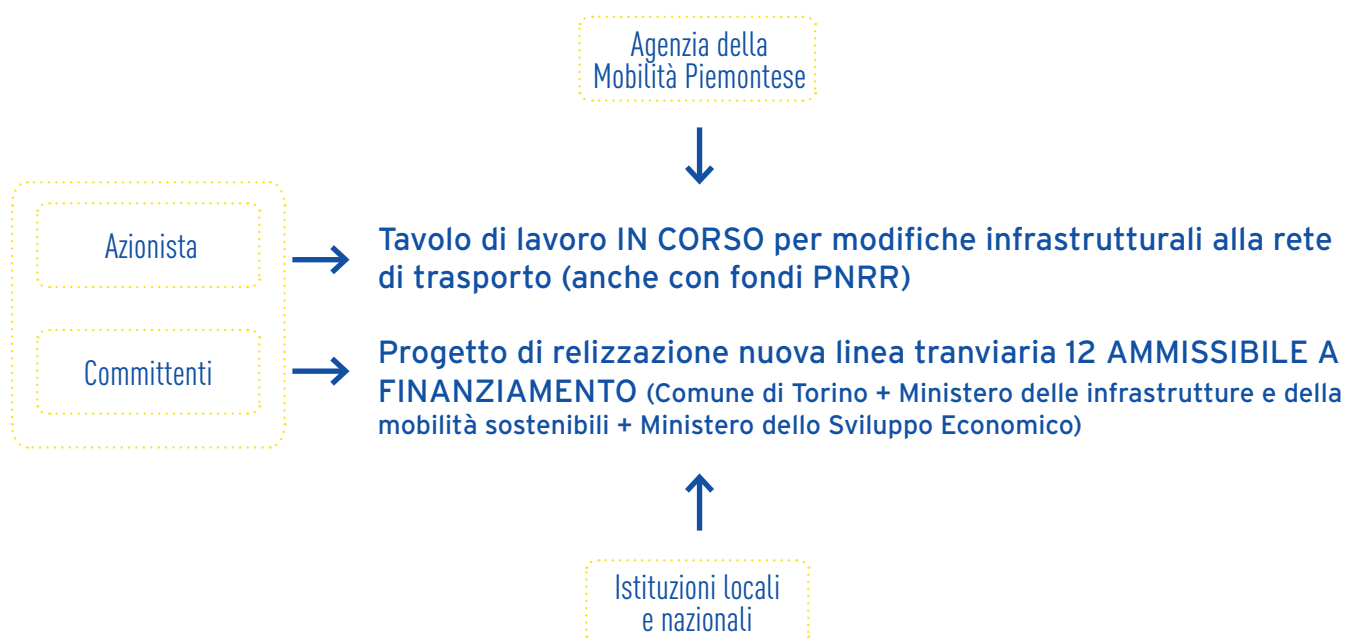 Agenzia della
Mobilità Piemontese
Azionista
Tavolo di lavoro IN CORSO per modifiche infrastrutturali alla rete
di trasporto (anche con fondi PNRR)
Committenti
Progetto di relizzazione nuova linea tranviaria 12 AMMISSIBILE A
FINANZIAMENTO (Comune di Torino + Ministero delle infrastrutture e della
mobilità sostenibili + Ministero dello Sviluppo Economico)
Istituzioni locali
e nazionali